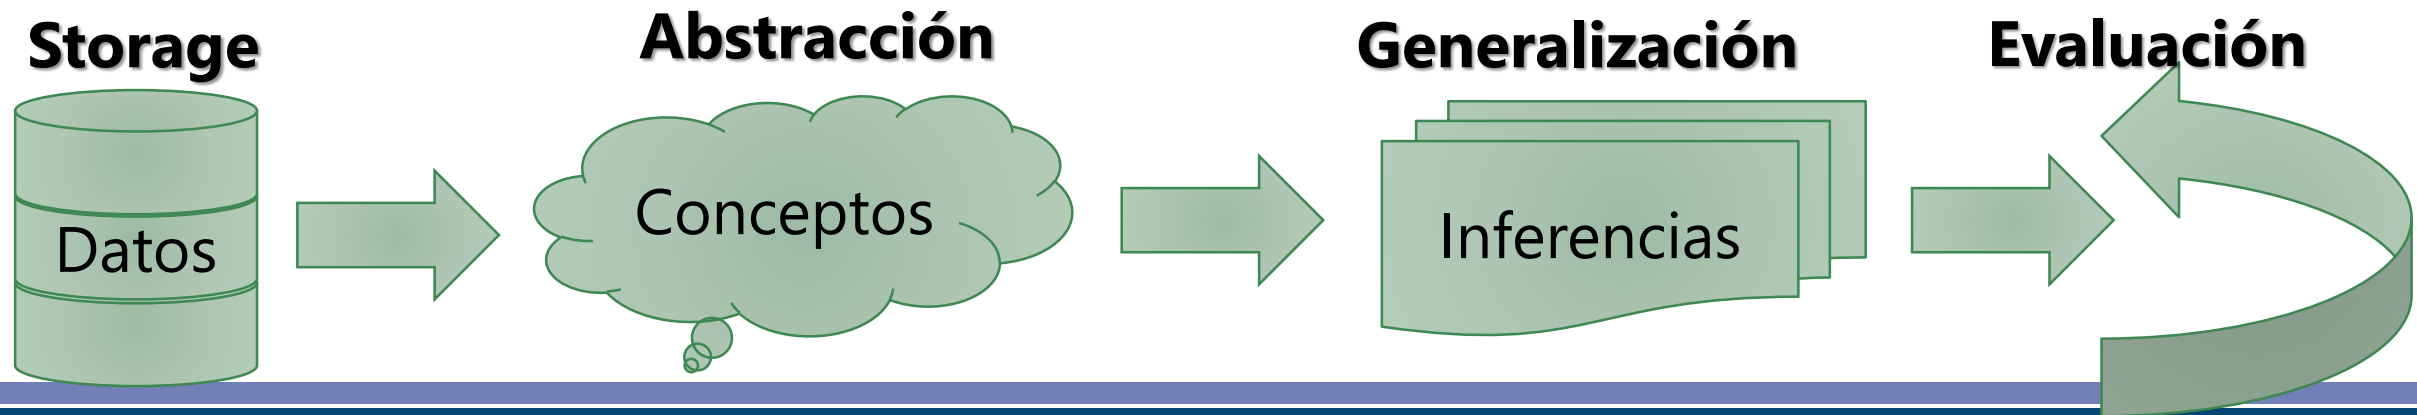 Storage
Abstracción
Generalización
Evaluación
Datos
Conceptos
Inferencias